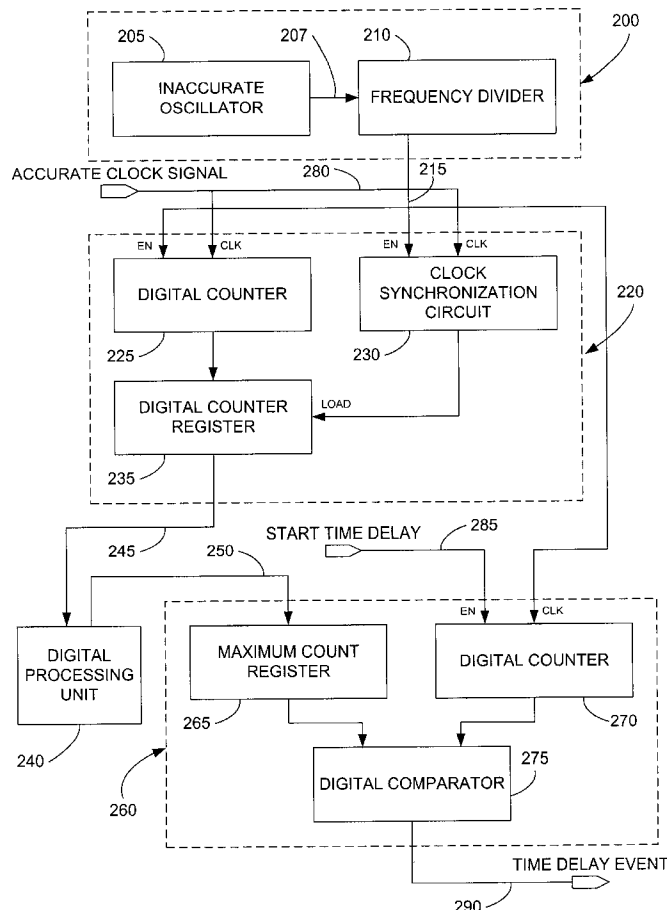 205
207
210
200
INACCURATE
OSCILLATOR
FREQUENCY DIVIDER
ACCURATE CLOCK SIGNAL
280
215
EN
CLK
EN
CLK
DIGITAL COUNTER
CLOCK
SYNCHRONIZATION
CIRCUIT
220
225
230
DIGITAL COUNTER
REGISTER
LOAD
235
245
START TIME DELAY
285
250
EN
CLK
DIGITAL
PROCESSING
UNIT
MAXIMUM COUNT
REGISTER
DIGITAL COUNTER
240
265
270
260
DIGITAL COMPARATOR
275
TIME DELAY EVENT
290